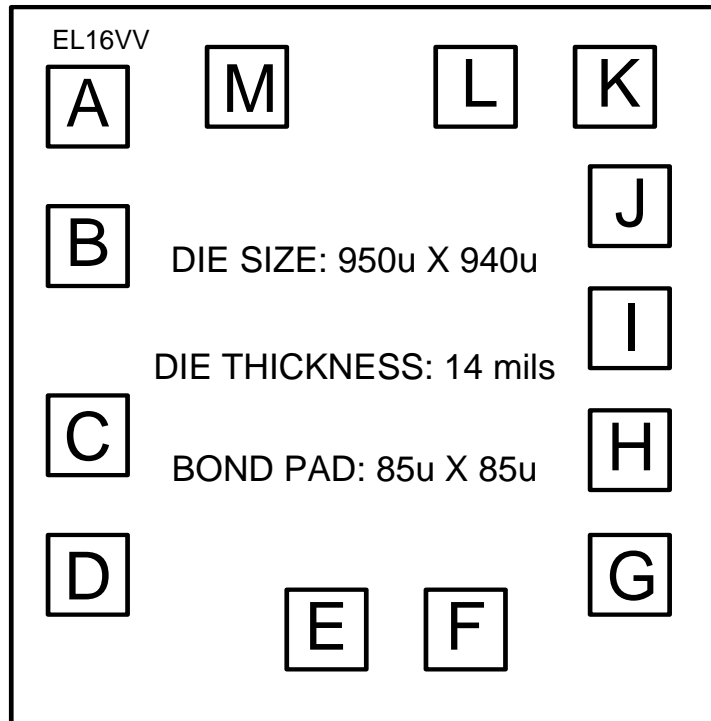 EL16VV
A
M
L
K
B
J
DIE SIZE: 950u X 940u
I
DIE THICKNESS: 14 mils
C
H
BOND PAD: 85u X 85u
D
G
E
F